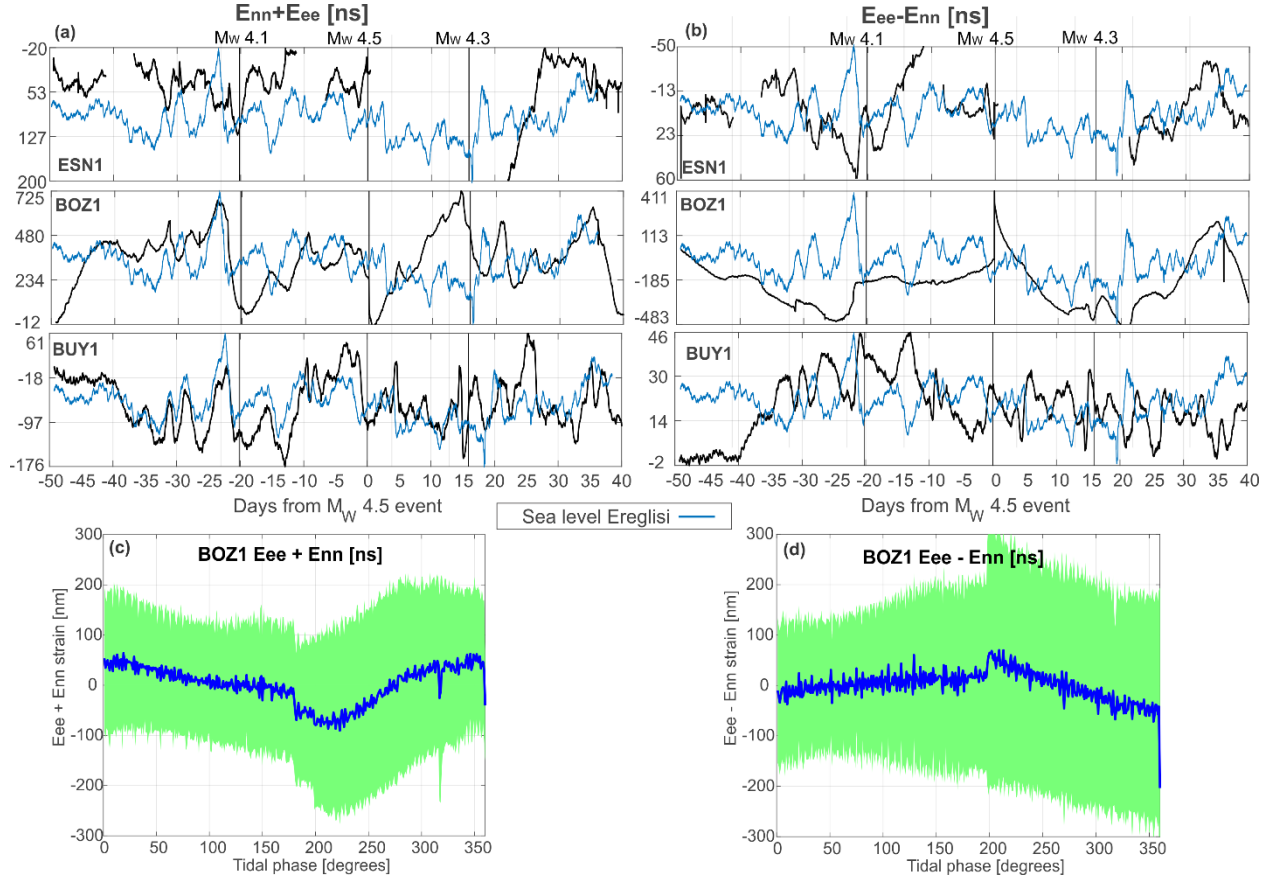 Enn+Eee [ns]
(a)
Mw 4.1
Mw 4.5
Mw 4.3
-20
53
127
200
ESN1
725
480
234
-12
BOZ1
61
-18
-97
-176
BUY1
-50 -45 -35 -30 -25 -20 -15 -10 -5 0 5 10 15 20 25 30 35 40
Days from MW 4.5 event
Eee-Enn [ns]
(b)
Mw 4.1
Mw 4.5
Mw 4.3
-50
-13
23
60
ESN1
411
113
-185
-483
BOZ1
46
30
14
-2
BUY1
-50 -45 -40 -35 -30 -25 -20 -15 -10 -5 0 5 10 15 20 25 30 35 40
Days from MW 4.5 event
Sea level Ereglisi
(c)
BOZ1 Eee + Enn [ns]
Eee + Enn strain [nm]
300
200
100
0
-100
-200
-300
0 50 100 150 200 250 300 350
Tidal phase [degrees]
(d)
BOZ1 Eee - Enn [ns]
Eee - Enn strain [nm]
300
200
100
0
-100
-200
-300
0 50 100 150 200 250 300 350
Tidal phase [degrees]